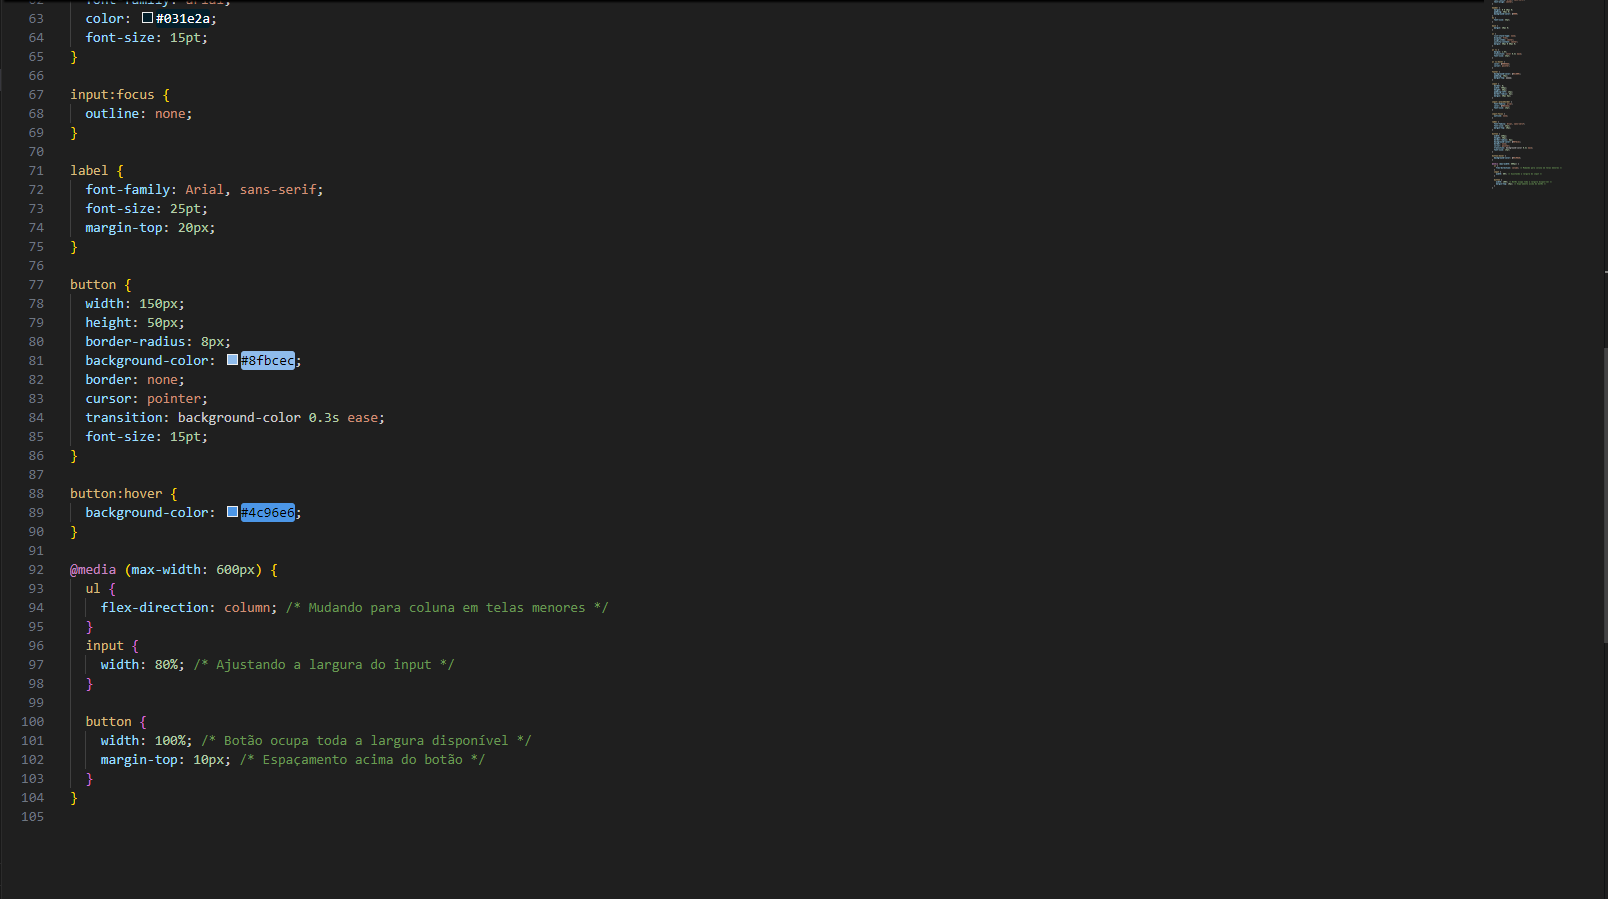 62 font-family: arial;
63 color: #031e2a;
64 font-size: 15pt;
65 }
66
67 input:focus {
68 outline: none;
69 }
70
71 label {
72 font-family: Arial, sans-serif;
73 font-size: 25pt;
74 margin-top: 20px;
75 }
76
77 button {
78 width: 150px;
79 height: 50px;
80 border-radius: 8px;
81 background-color: #8fbcec;
82 border: none;
83 cursor: pointer;
84 transition: background-color 0.3s ease;
85 font-size: 15pt;
86 }
87
88 button:hover {
89 background-color: #4c96e6;
90 }
91
92 @media (max-width: 600px) {
93 ul {
94 flex-direction: column; /* Mudando para coluna em telas menores */
95 }
96 input {
97 width: 80%; /* Ajustando a largura do input */
98 }
99
100 button {
101 width: 100%; /* Botão ocupa toda a largura disponível */
102 margin-top: 10px; /* Espaçamento acima do botão */
103 }
104 }
105